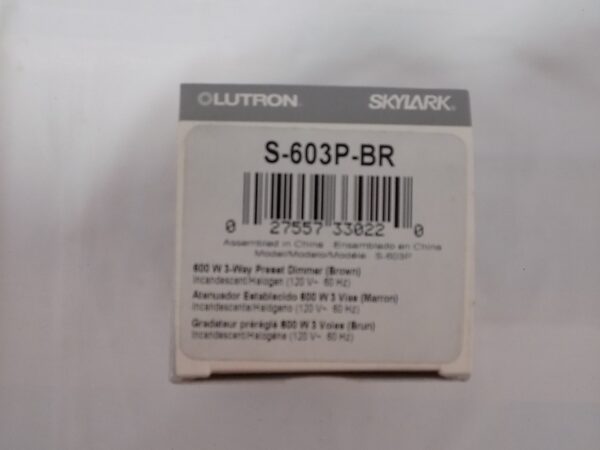 LUTRON SKYLARK
S-603P-BR
0 27557 33022 0
Assembled in China Ensamblado en China
Model/Modelo/Modèle S-603P
600 W 3-Way Preset Dimmer (Brown)
Incandescent/Halogen (120 V~ 60 Hz)
Atenuador Establecido 600 W 3 Vías (Marron)
Incandescente/Halógeno (120 V~ 60 Hz)
Gradateur préréglé 600 W 3 Voies (Brun)
Incandescent/Halogène (120 V~ 60 Hz)